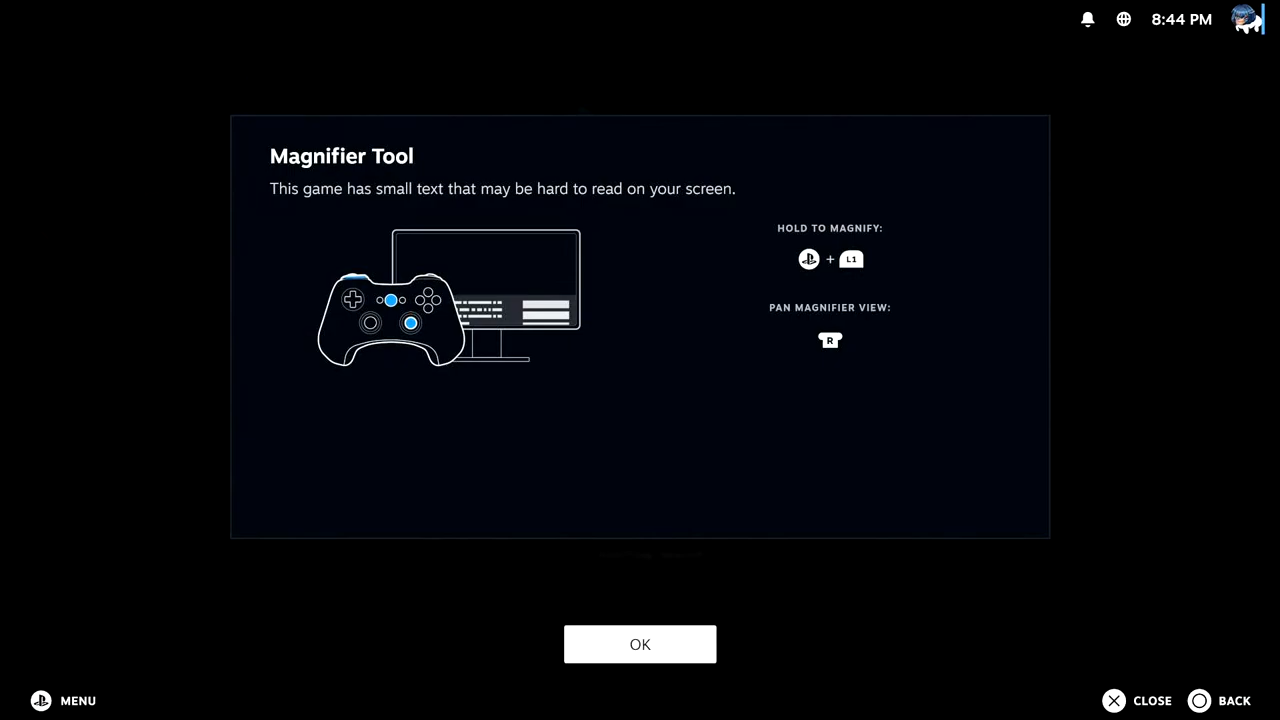 8:44 PM
Magnifier Tool
This game has small text that may be hard to read on your screen.
HOLD TO MAGNIFY:
+ L1
PAN MAGNIFIER VIEW:
R
OK
MENU
CLOSE
BACK